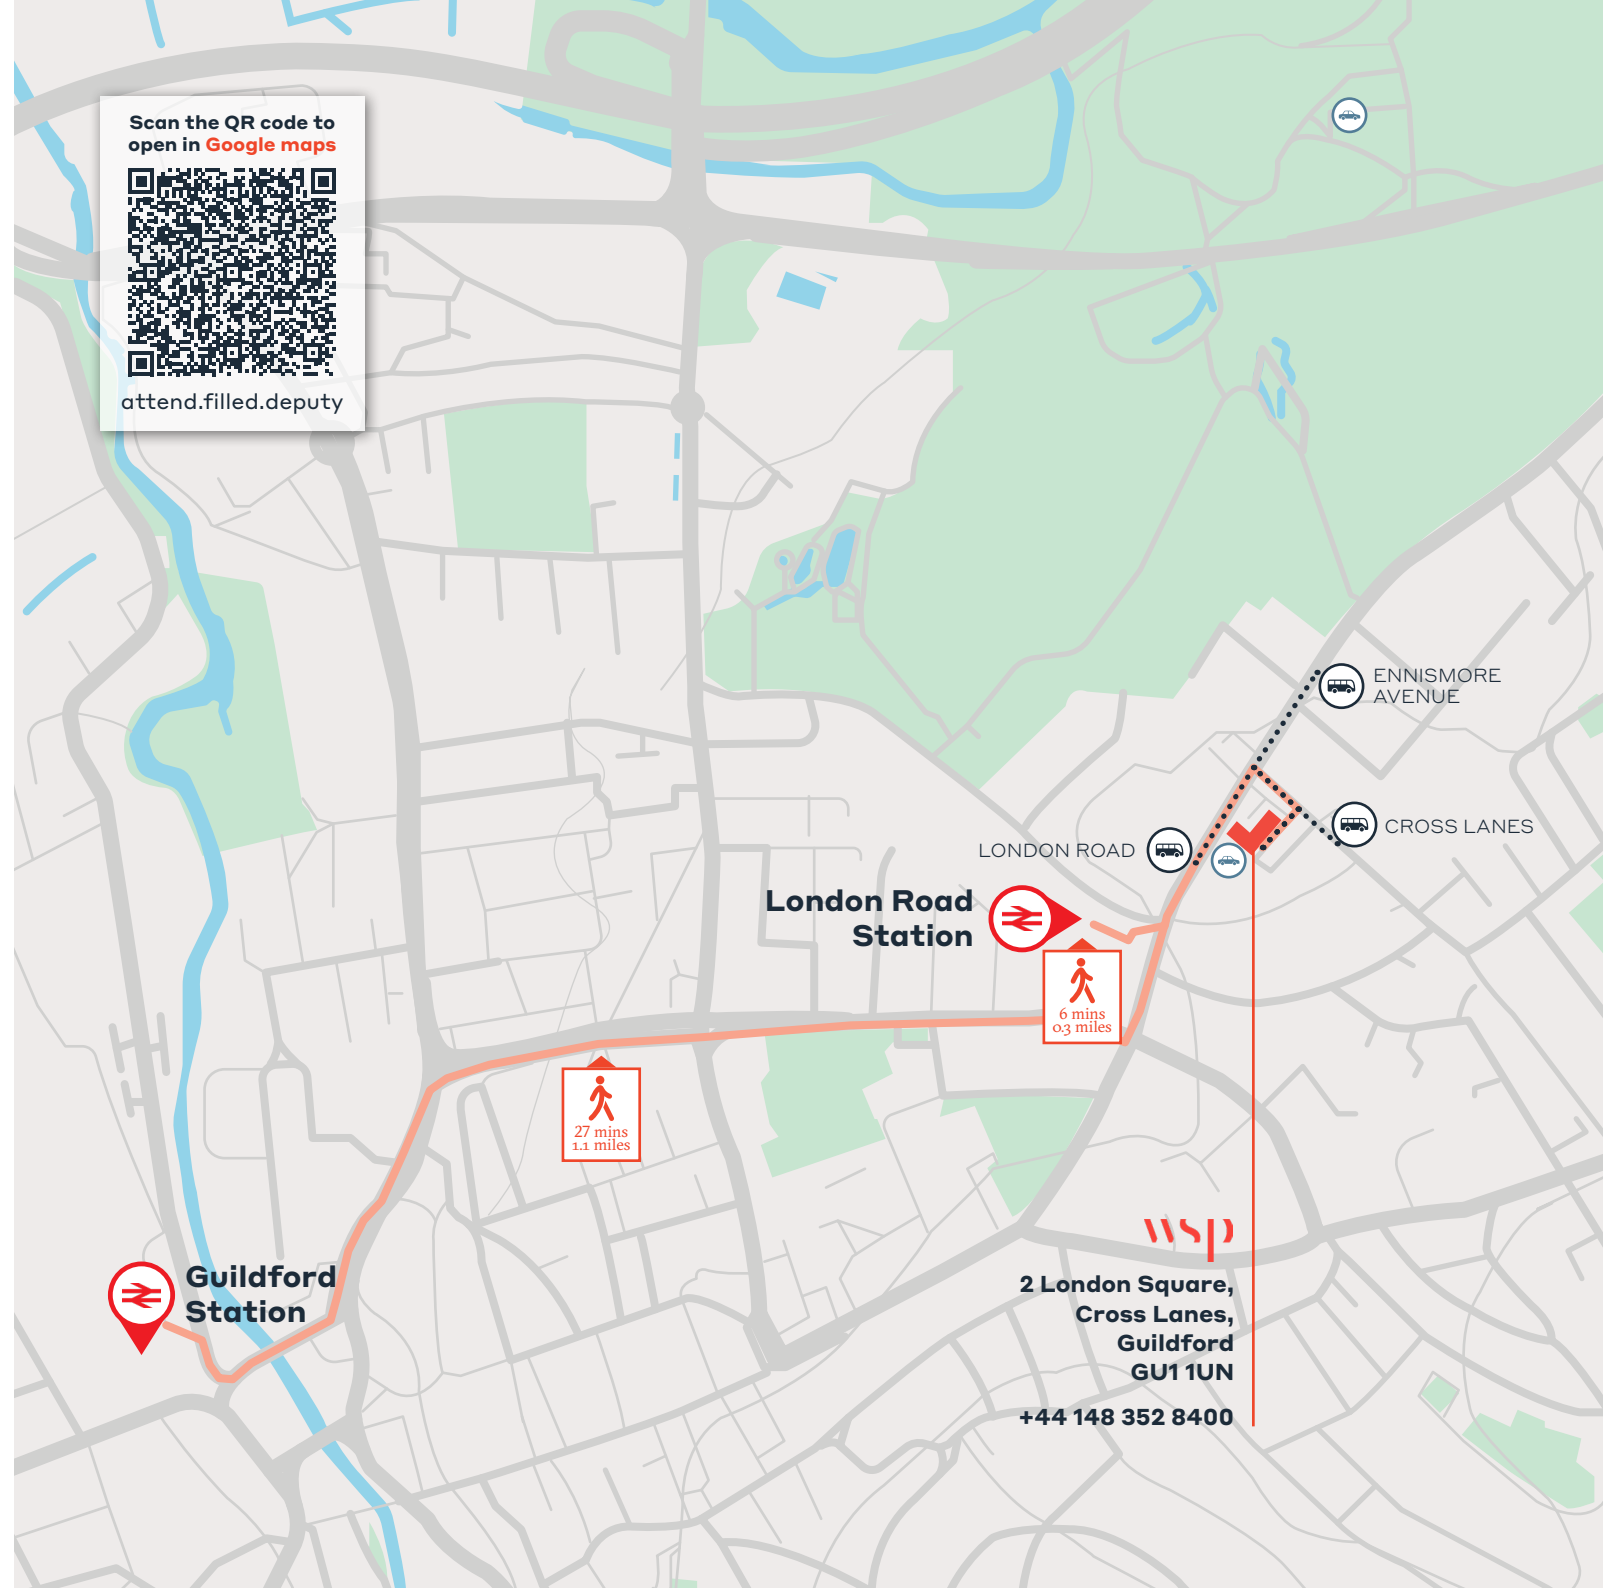 Scan the QR code to
open in Google maps
attend.filled.deputy
ENNISMORE
AVENUE
CROSS LANES
LONDON ROAD
London Road
Station
6 mins
0.3 miles
27 mins
1.1 miles
Guildford
Station
wsp
2 London Square,
Cross Lanes,
Guildford
GU1 1UN
+44 148 352 8400